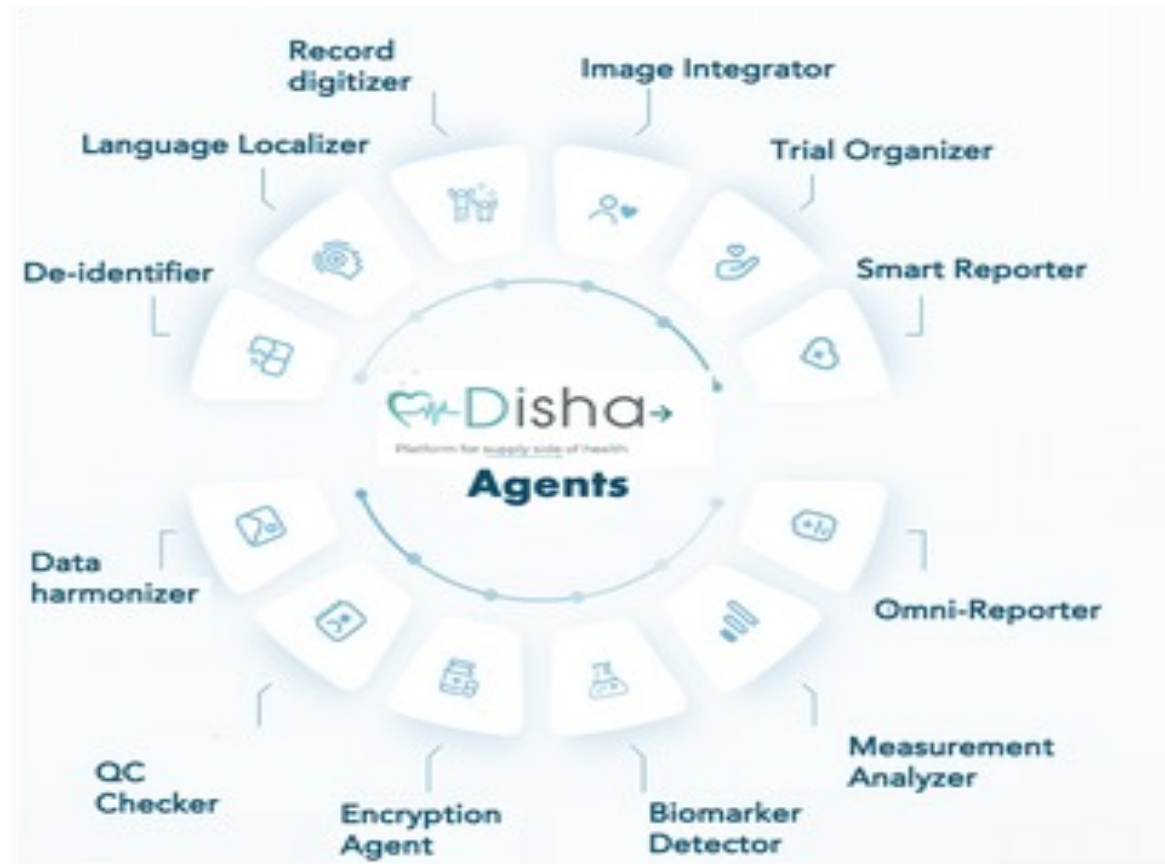 Record
digitizer
Image Integrator
Language Localizer
Trial Organizer
De-identifier
Smart Reporter
Disha
Platform for supply side of health
Agents
Data
harmonizer
Omni-Reporter
QC
Checker
Measurement
Analyzer
Encryption
Agent
Biomarker
Detector